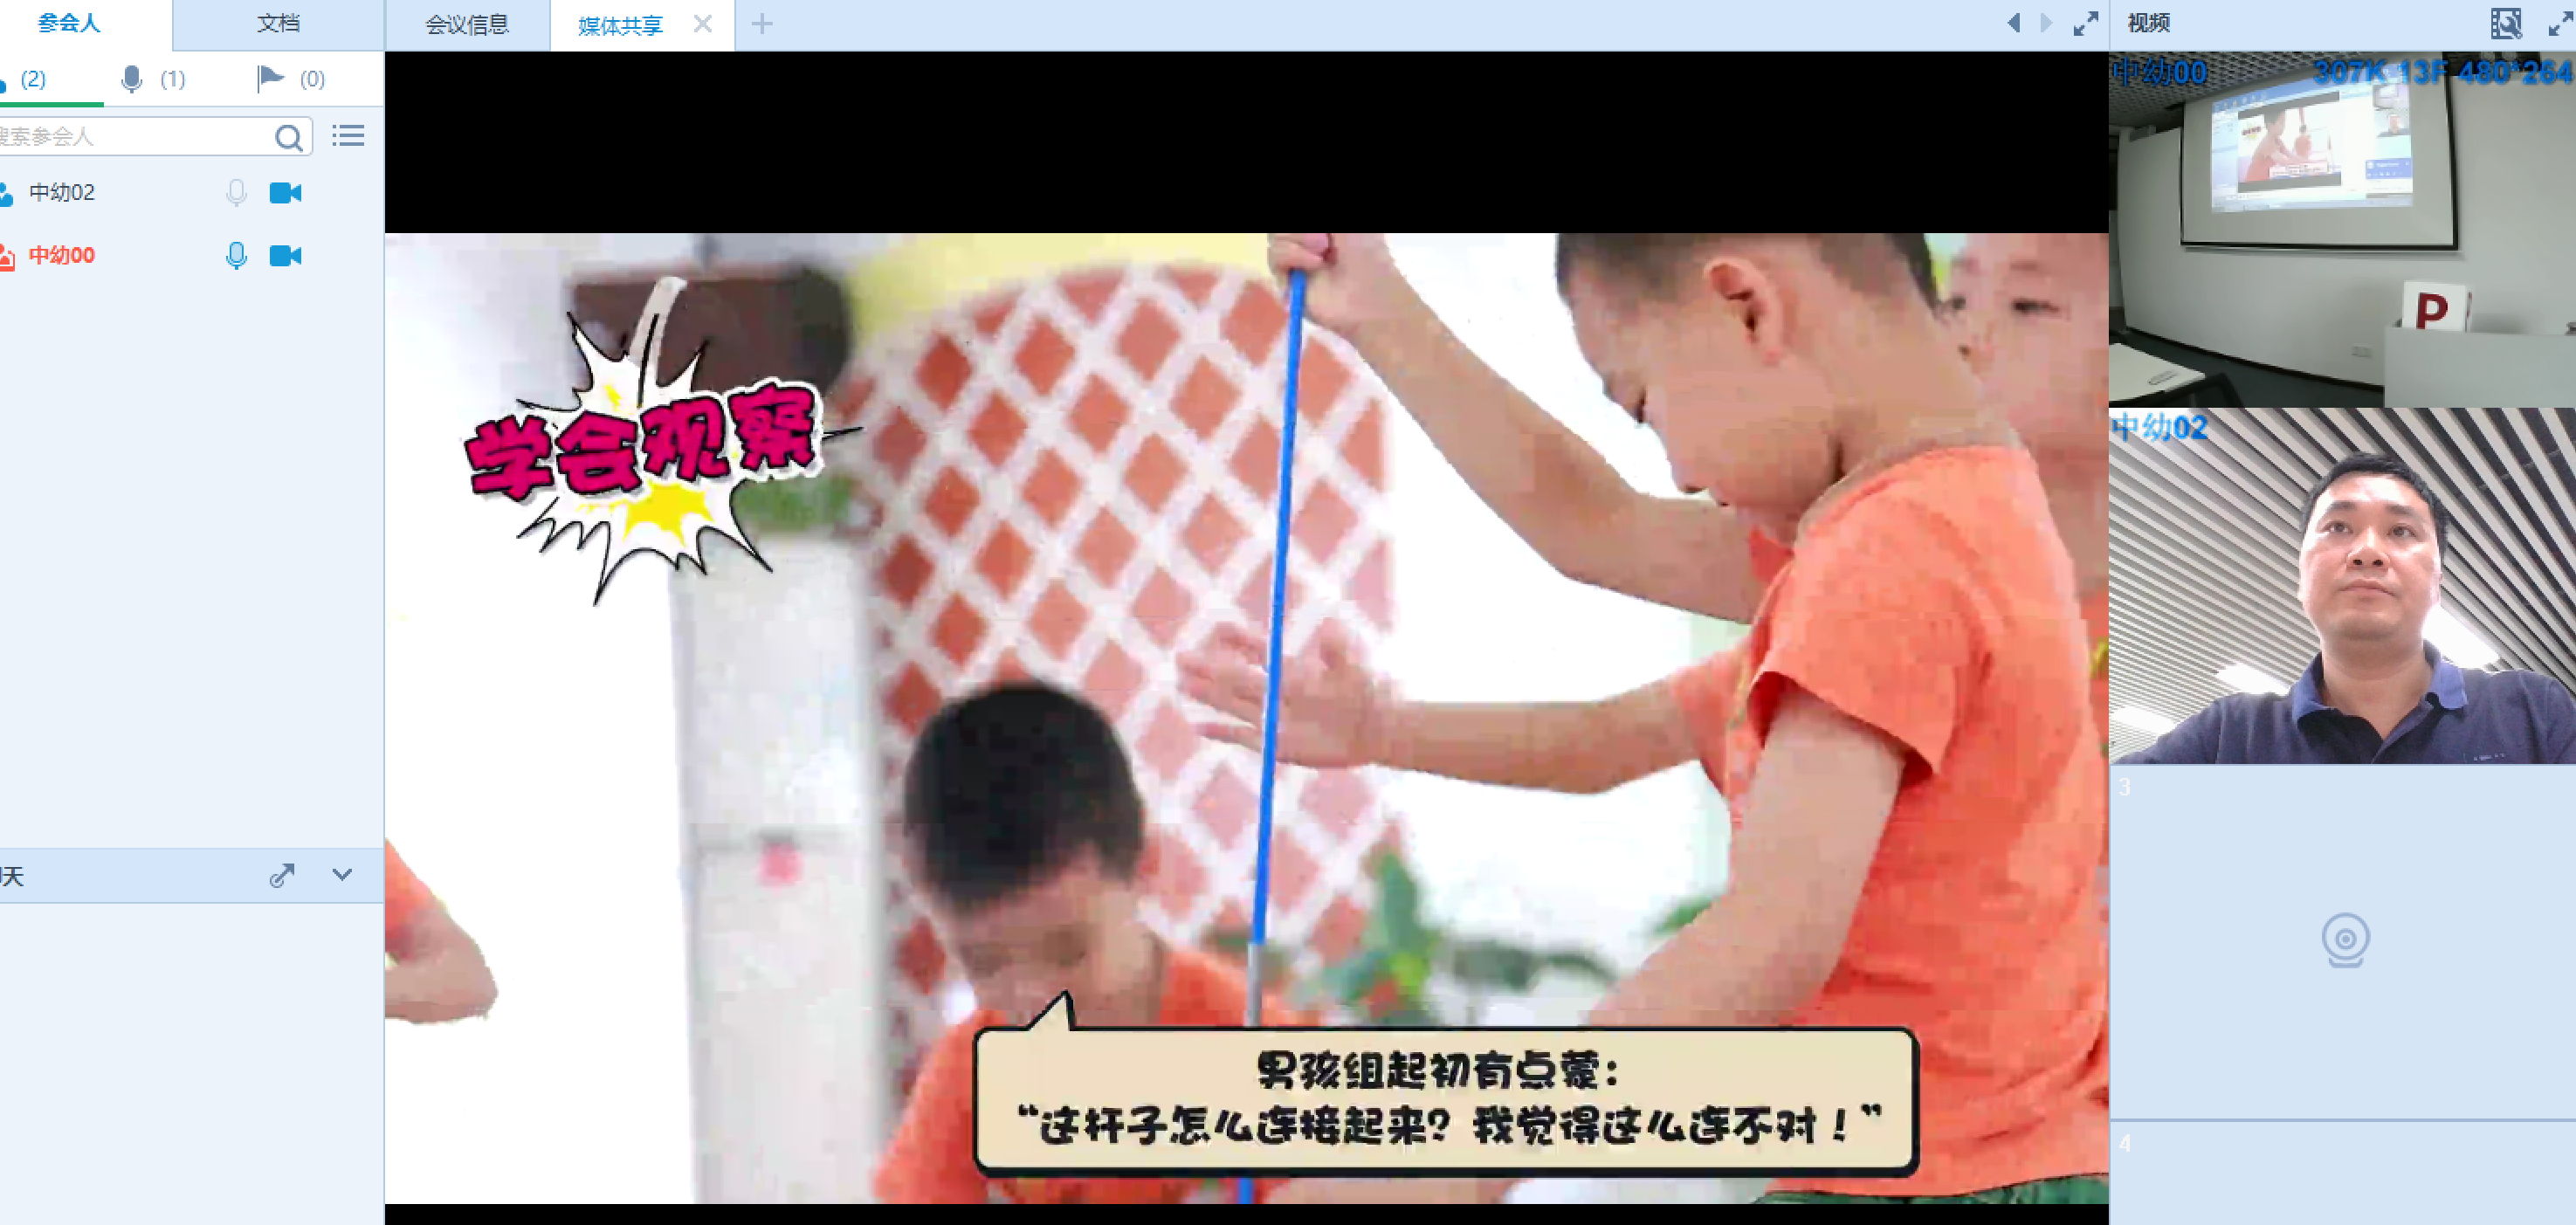 参会人
文档
会议信息
媒体共享
视频
(2)
(1)
(0)
搜索参会人
中幼02
中幼00
天
中幼00 307K 13F 480*264
P
中幼02
3
4
学会观察
男孩组起初有点蒙：
“这杆子怎么连接起来？我觉得这么连不对！”